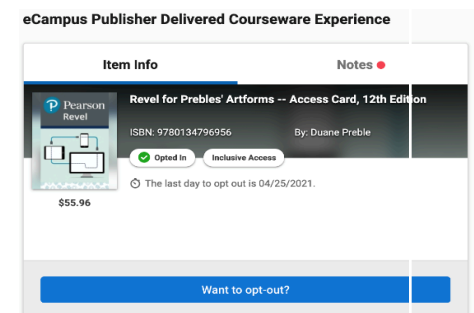 eCampus Publisher Delivered Courseware Experience
Item Info
Notes
Pearson
Revel
Revel for Prebles' Artforms -- Access Card, 12th Edition
ISBN: 9780134796956
By: Duane Preble
Opted In
Inclusive Access
The last day to opt out is 04/25/2021.
$55.96
Want to opt-out?